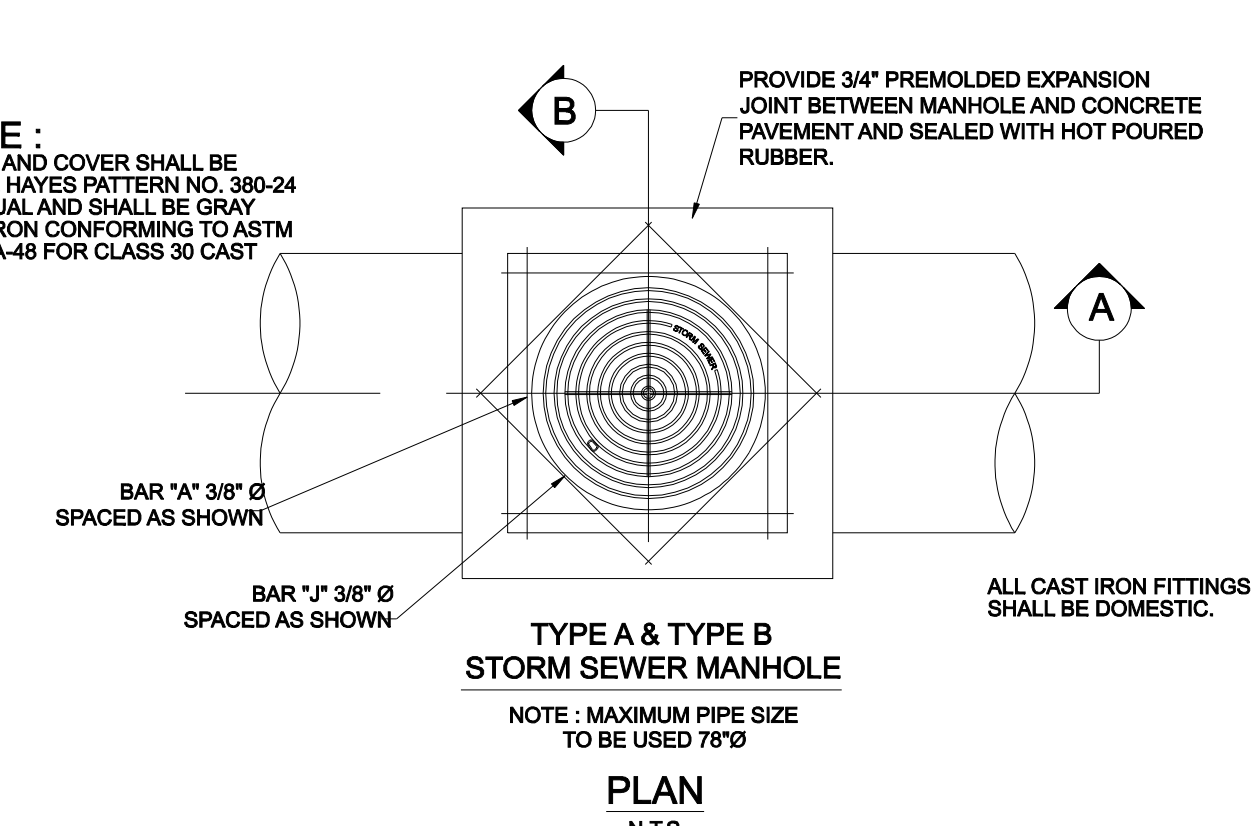 B
PROVIDE 3/4" PREMOLDED EXPANSION
JOINT BETWEEN MANHOLE AND CONCRETE
PAVEMENT AND SEALED WITH HOT POURED
RUBBER.
E :
AND COVER SHALL BE
HAYES PATTERN NO. 380-24
UAL AND SHALL BE GRAY
RON CONFORMING TO ASTM
A-48 FOR CLASS 30 CAST
A
STORM SEWER
BAR "A" 3/8" Ø
SPACED AS SHOWN
BAR "J" 3/8" Ø
SPACED AS SHOWN
ALL CAST IRON FITTINGS
SHALL BE DOMESTIC.
TYPE A & TYPE B
STORM SEWER MANHOLE
NOTE : MAXIMUM PIPE SIZE
TO BE USED 78"Ø
PLAN
N.T.S.